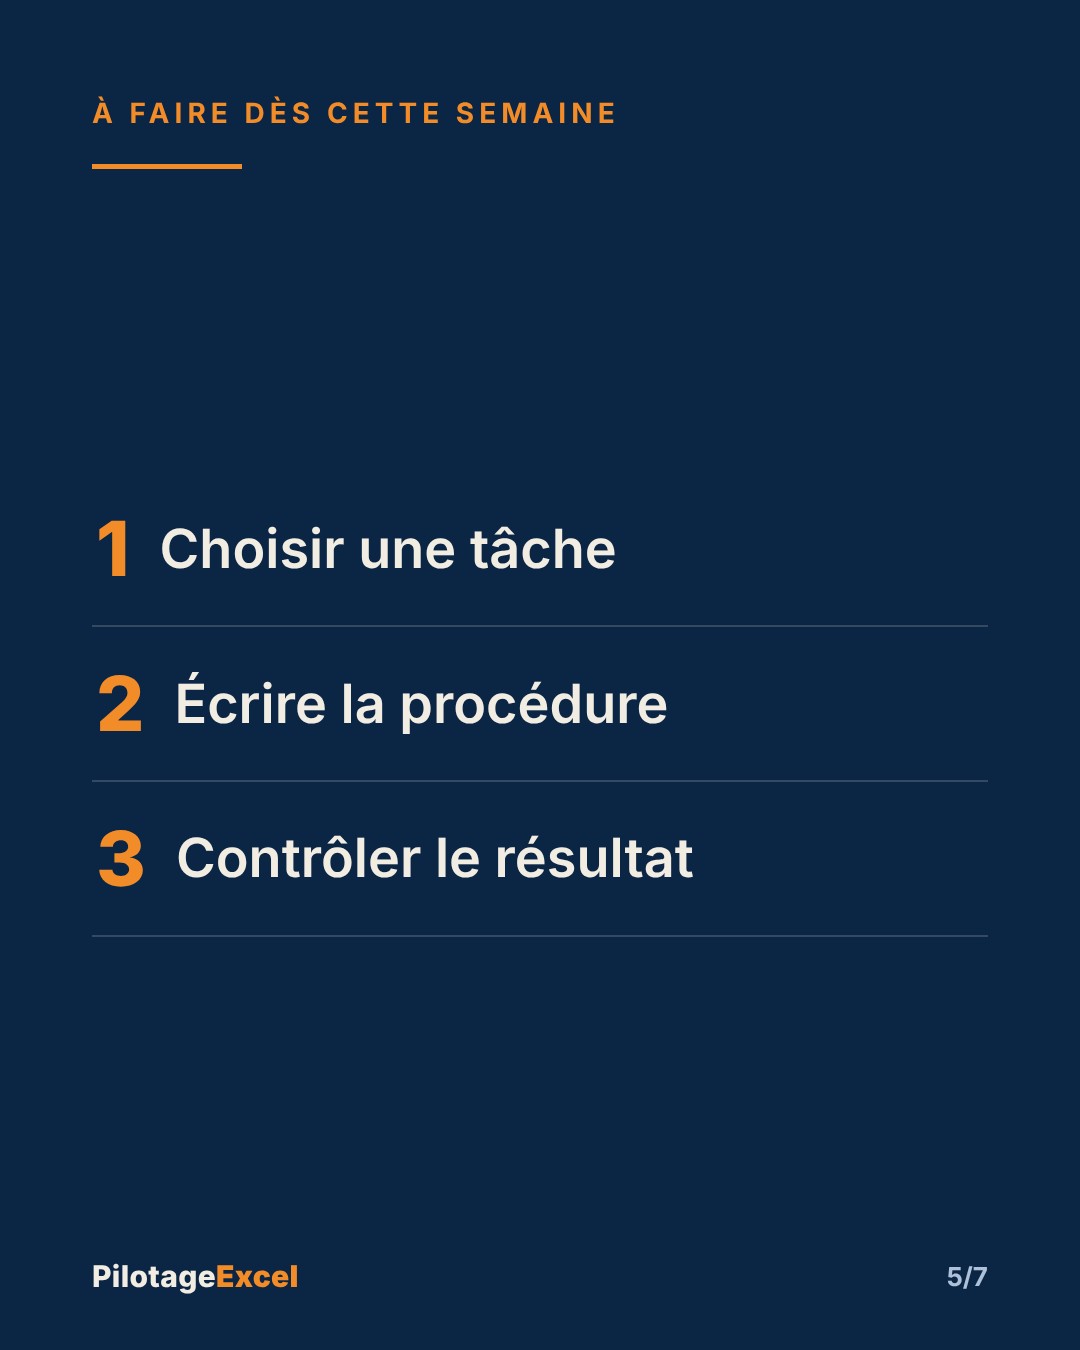 À FAIRE DÈS CETTE SEMAINE
1 Choisir une tâche
2 Écrire la procédure
3 Contrôler le résultat
PilotageExcel
5/7